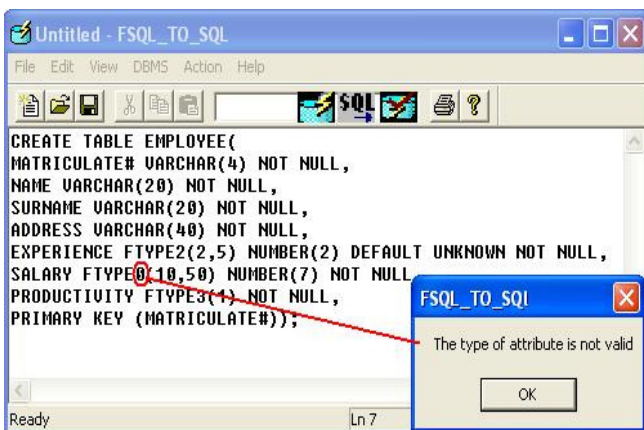 Untitled - FSQL_TO_SQL
File Edit View DBMS Action Help
SQL
CREATE TABLE EMPLOYEE(
MATRICULATE# VARCHAR(4) NOT NULL,
NAME VARCHAR(20) NOT NULL,
SURNAME VARCHAR(20) NOT NULL,
ADDRESS VARCHAR(40) NOT NULL,
EXPERIENCE FTYPE2(2,5) NUMBER(2) DEFAULT UNKNOWN NOT NULL,
SALARY FTYPE0(10,50) NUMBER(7) NOT NULL
PRODUCTIVITY FTYPE3(1) NOT NULL,
PRIMARY KEY (MATRICULATE#));
FSQL_TO_SQl
The type of attribute is not valid
OK
Ready
Ln 7